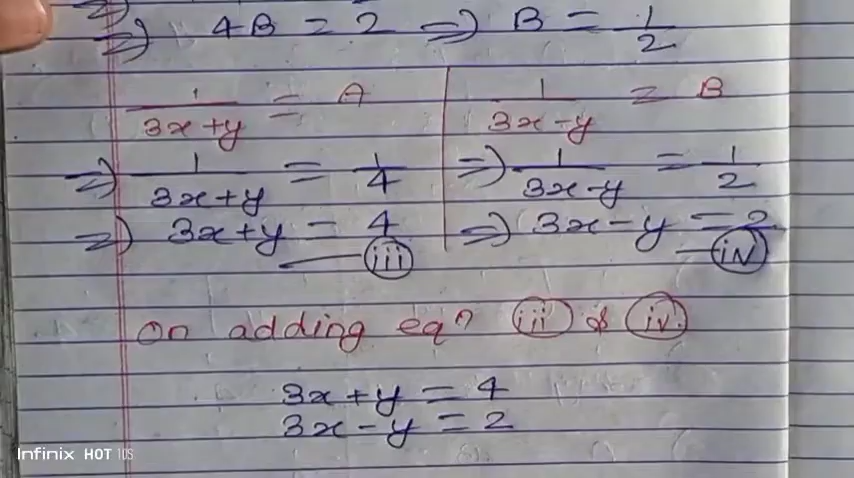 ⇒ 4B = 2 ⇒ B = 1/2
1/(3x+y) = A | 1/(3x-y) = B
⇒ 1/(3x+y) = 1/4 | ⇒ 1/(3x-y) = 1/2
⇒ 3x+y = 4 | ⇒ 3x-y = 2
— (iii) — (iv)
On adding eqn (iii) & (iv).
3x + y = 4
3x - y = 2
Infinix HOT 10S